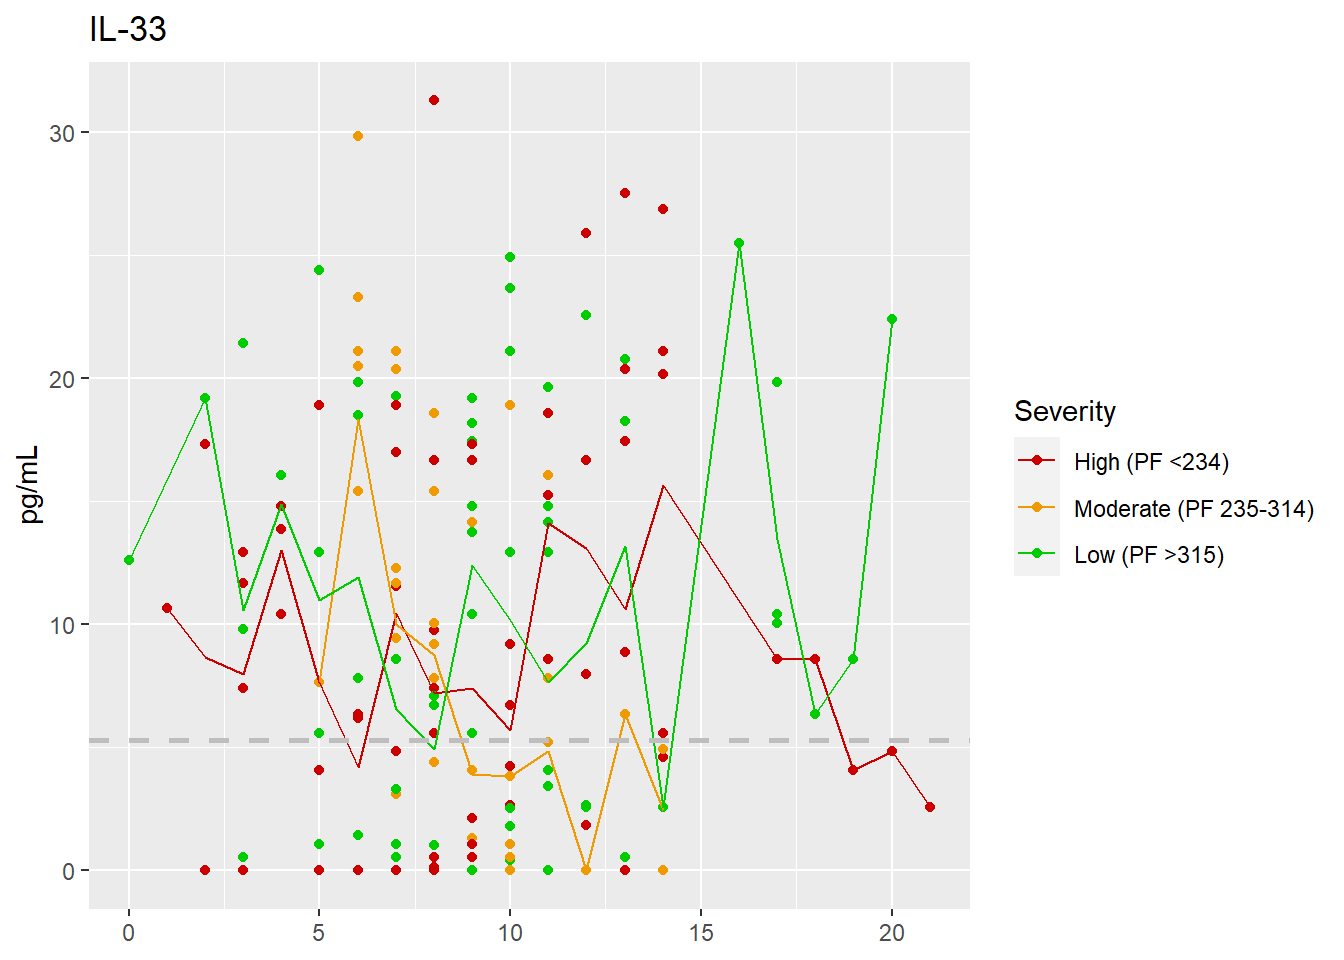 IL-33
30
20
10
0
pg/mL
0 5 10 15 20
Severity
High (PF <234)
Moderate (PF 235-314)
Low (PF >315)